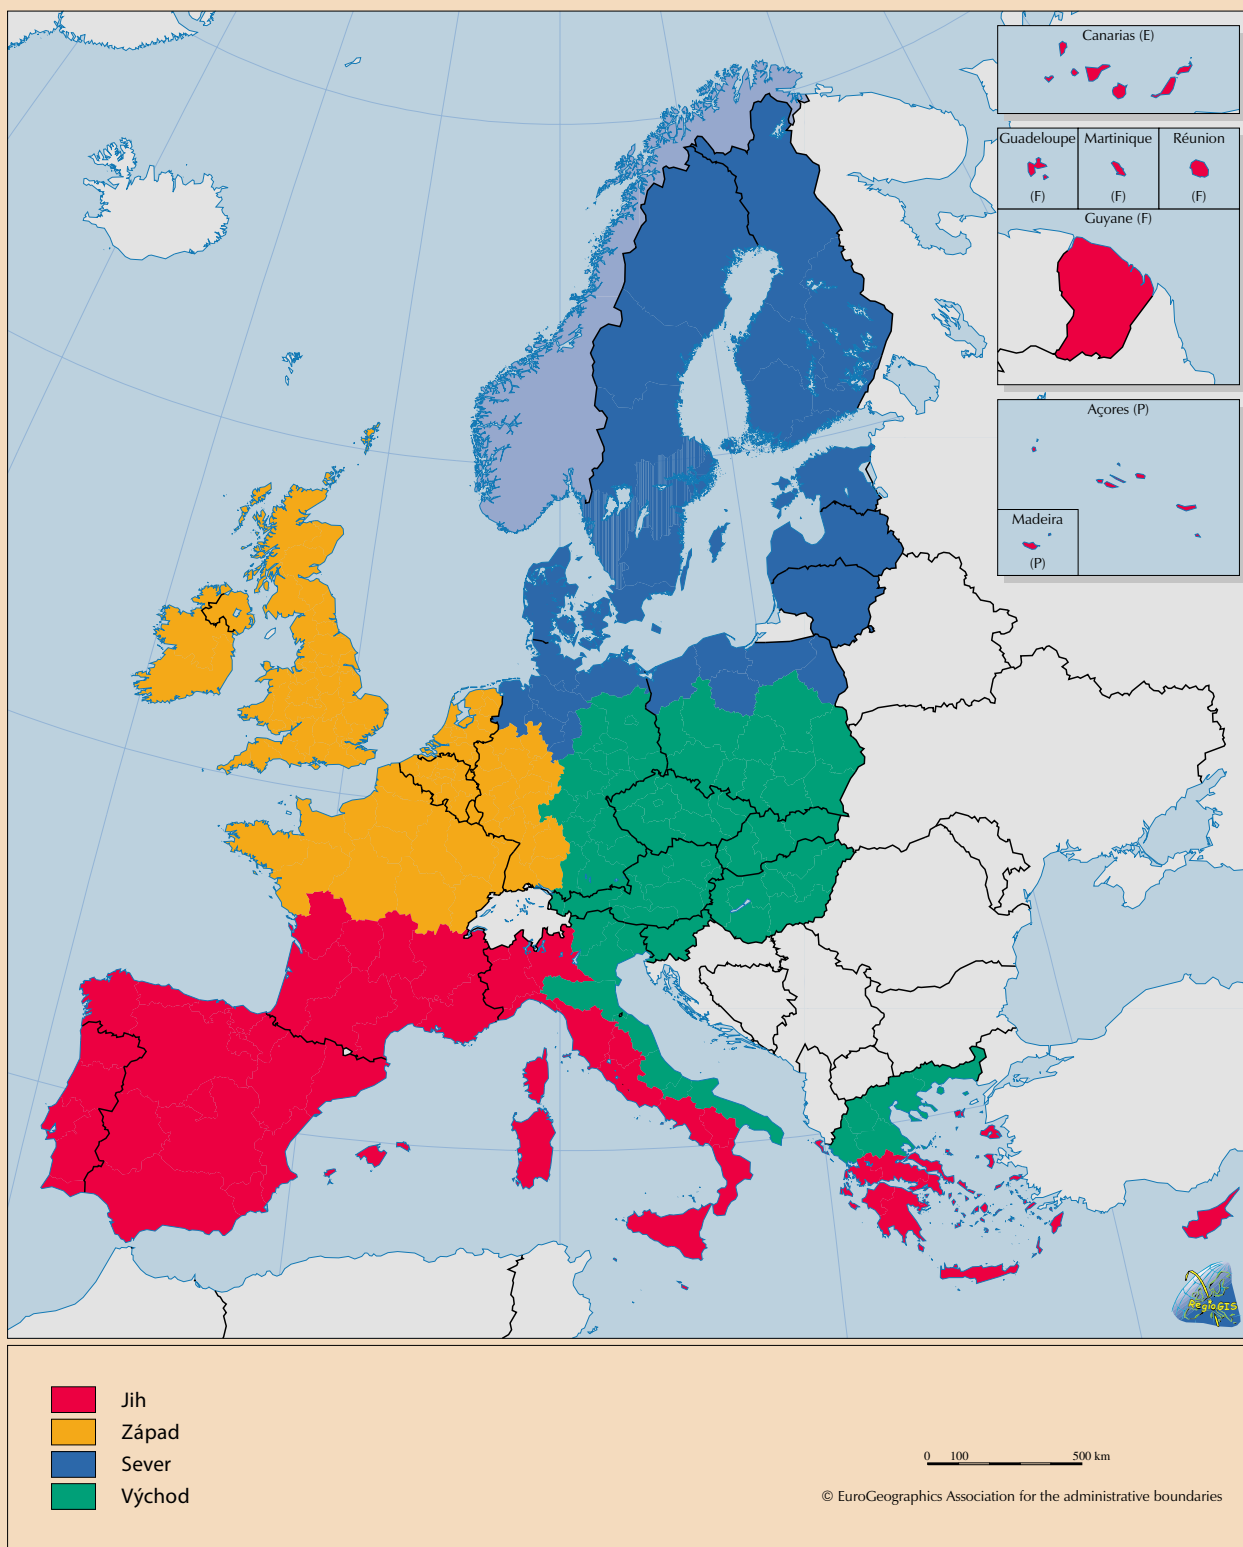 Canarias (E)
Guadeloupe Martinique Réunion
(F) (F) (F)
Guyane (F)
Açores (P)
Madeira
(P)
RegioGIS
Jih
Západ
Sever
Východ
0 100 500 km
© EuroGeographics Association for the administrative boundaries